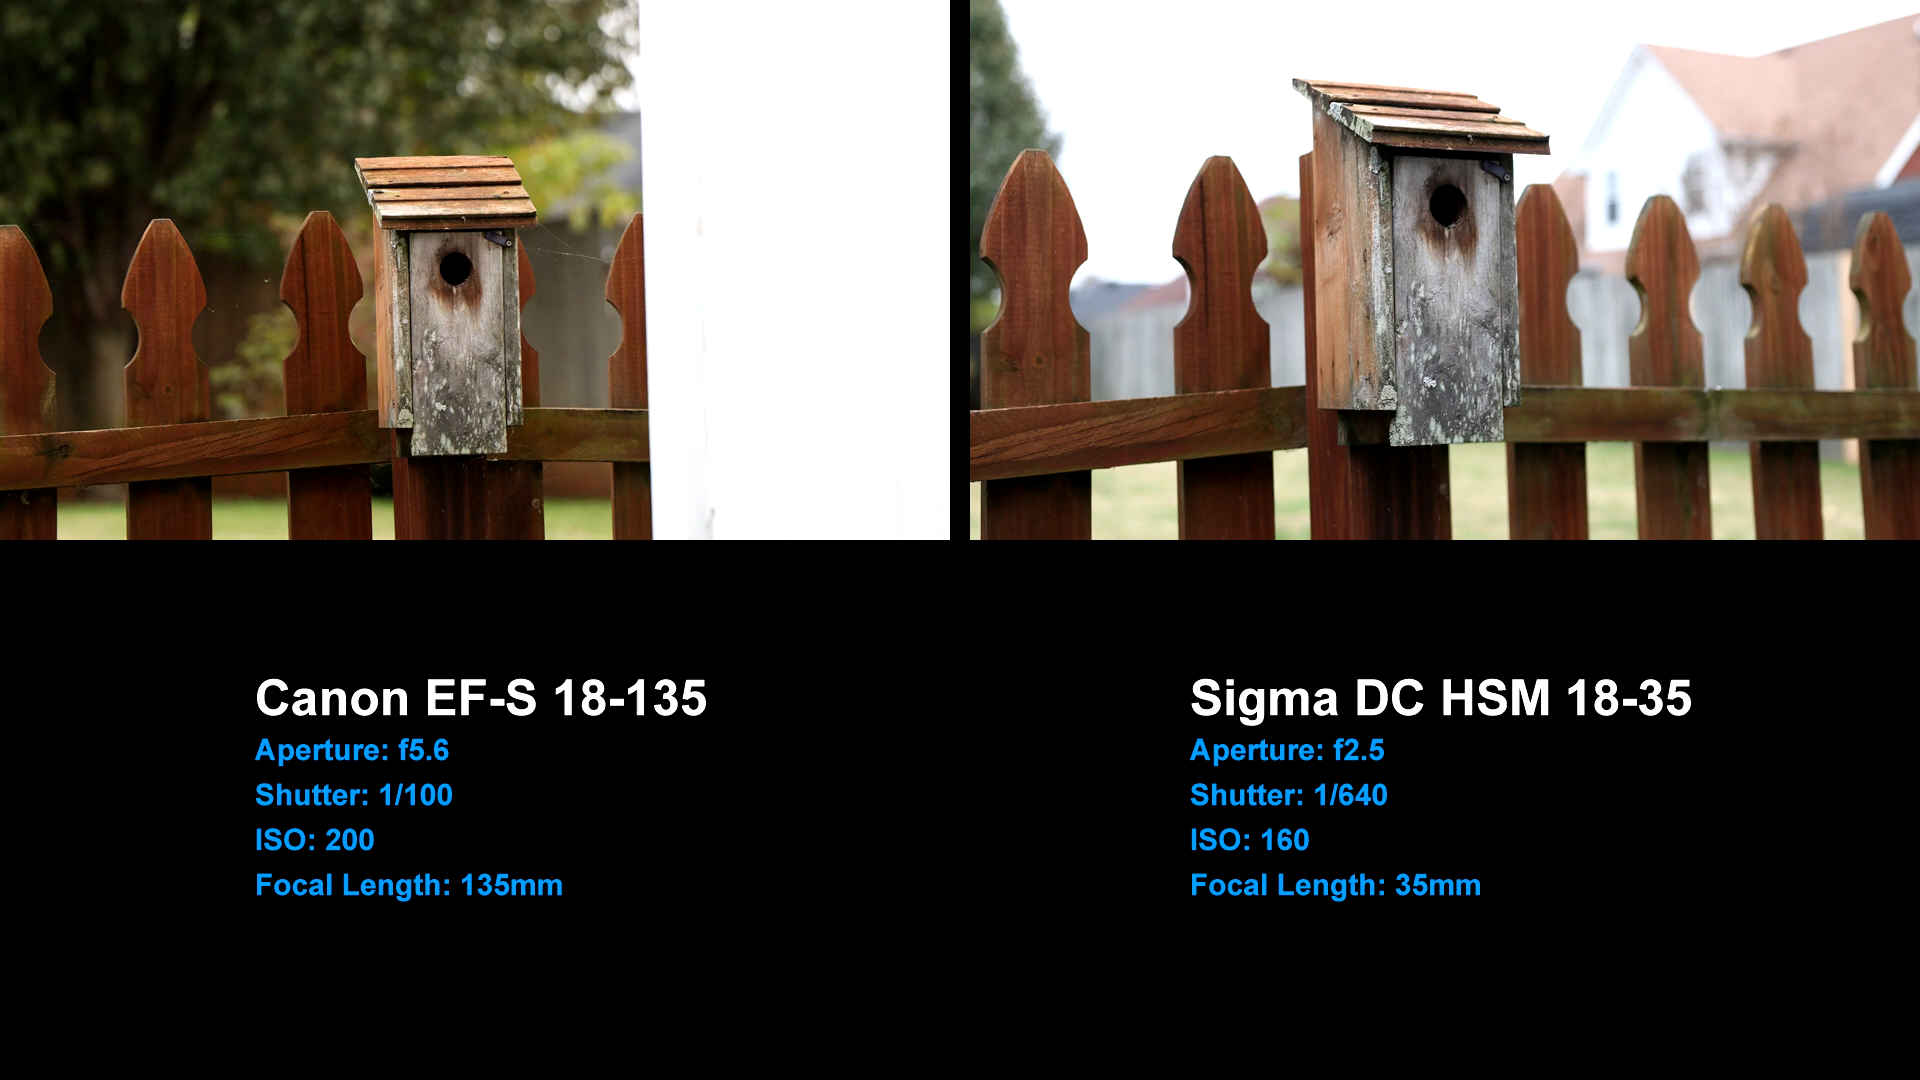 Canon EF-S 18-135
Aperture: f5.6
Shutter: 1/100
ISO: 200
Focal Length: 135mm
Sigma DC HSM 18-35
Aperture: f2.5
Shutter: 1/640
ISO: 160
Focal Length: 35mm